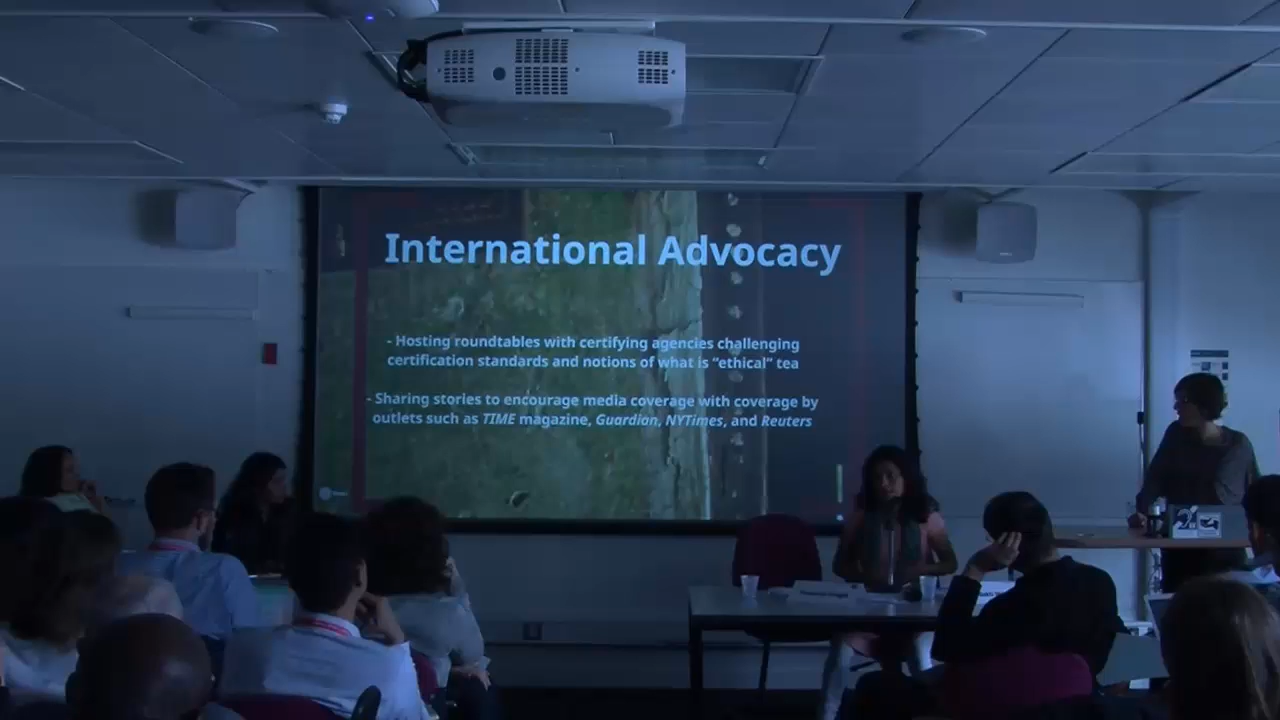 International Advocacy
- Hosting roundtables with certifying agencies challenging
certification standards and notions of what is “ethical” tea
- Sharing stories to encourage media coverage with coverage by
outlets such as TIME magazine, Guardian, NYTimes, and Reuters